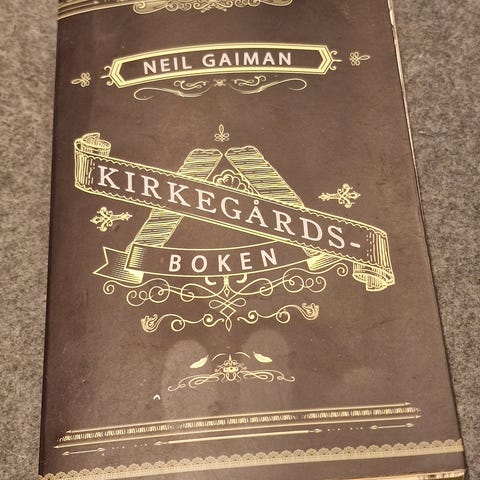 NEIL GAIMAN
KIRKEGÅRDS-
BOKEN